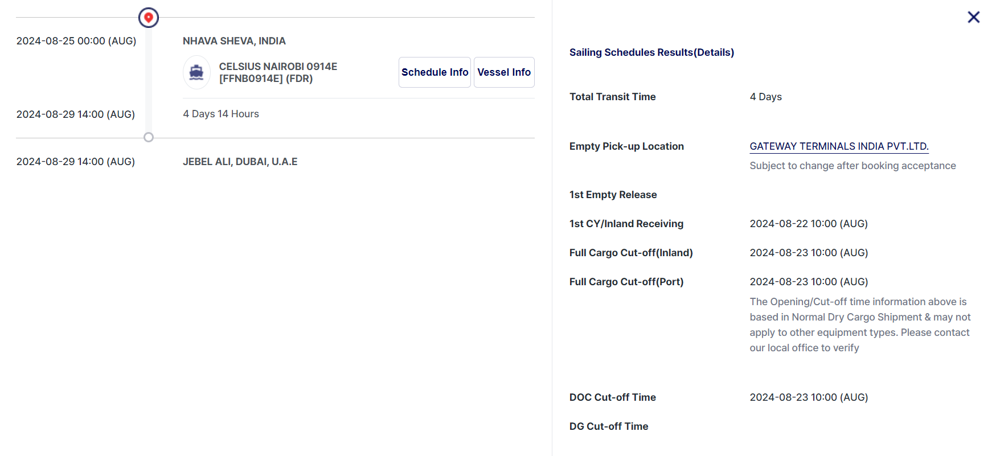 2024-08-25 00:00 (AUG)
NHAVA SHEVA, INDIA
CELSIUS NAIROBI 0914E
[FFNB0914E] (FDR)
Schedule Info
Vessel Info
2024-08-29 14:00 (AUG)
4 Days 14 Hours
2024-08-29 14:00 (AUG)
JEBEL ALI, DUBAI, U.A.E
Sailing Schedules Results(Details)
Total Transit Time
4 Days
Empty Pick-up Location
GATEWAY TERMINALS INDIA PVT.LTD.
Subject to change after booking acceptance
1st Empty Release
1st CY/Inland Receiving
2024-08-22 10:00 (AUG)
Full Cargo Cut-off(Inland)
2024-08-23 10:00 (AUG)
Full Cargo Cut-off(Port)
2024-08-23 10:00 (AUG)
The Opening/Cut-off time information above is
based in Normal Dry Cargo Shipment & may not
apply to other equipment types. Please contact
our local office to verify
DOC Cut-off Time
2024-08-23 10:00 (AUG)
DG Cut-off Time